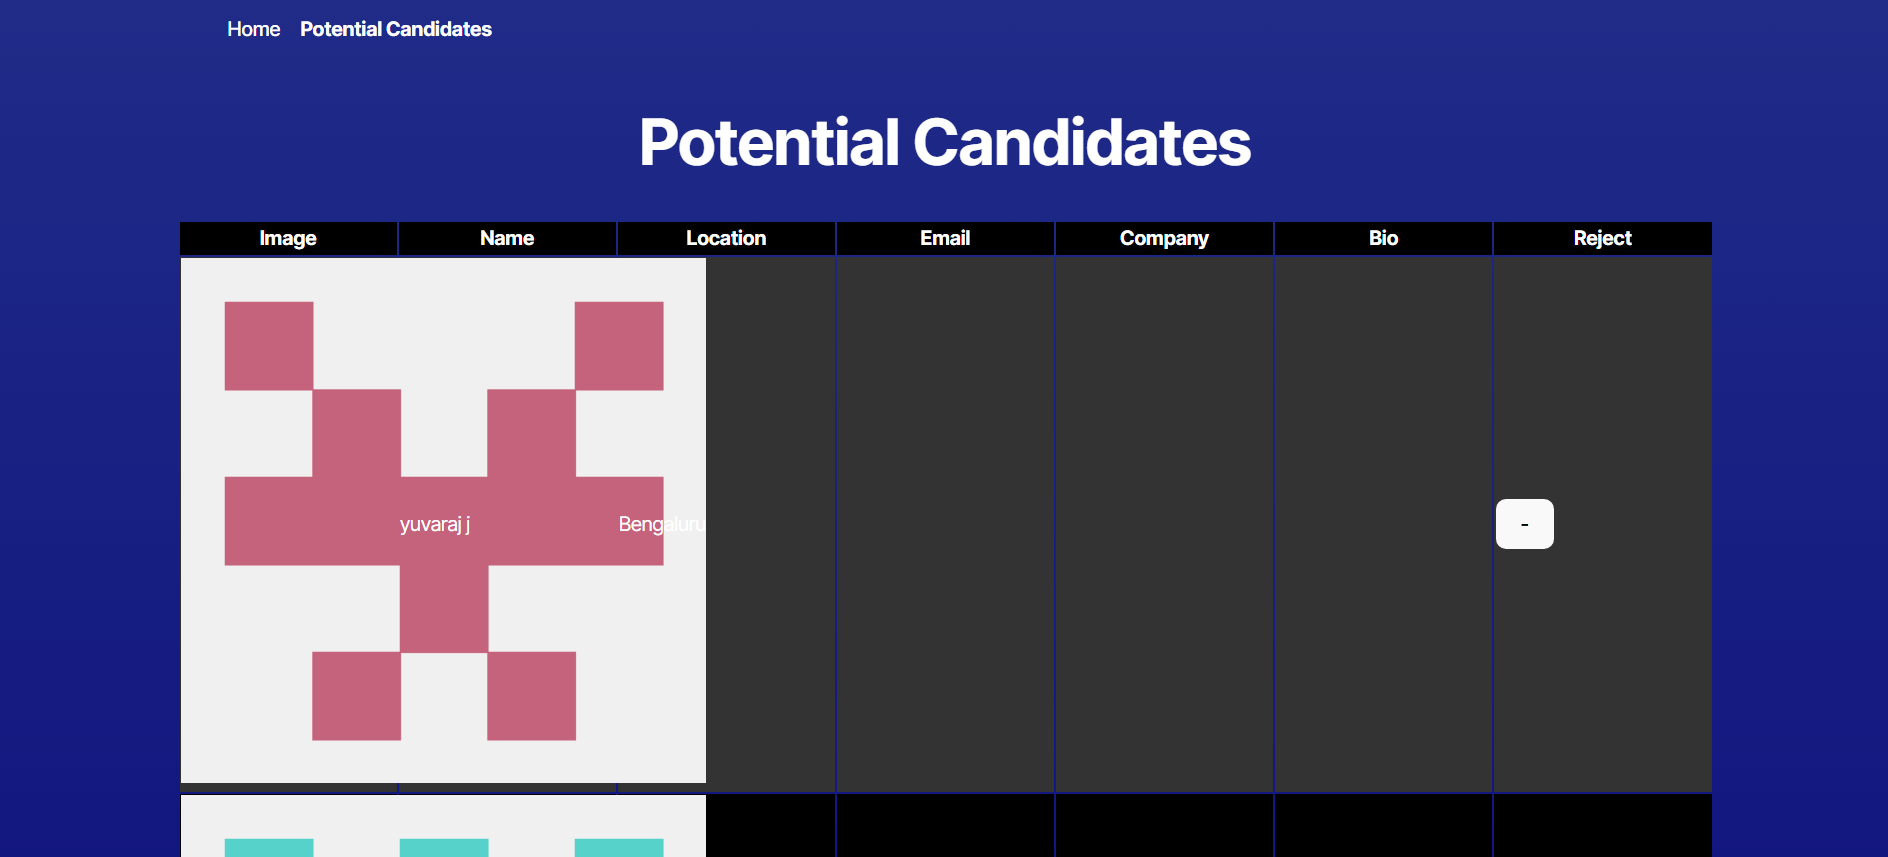 Home Potential Candidates
Potential Candidates
Image Name Location Email Company Bio Reject
yuvaraj j Bengaluru -